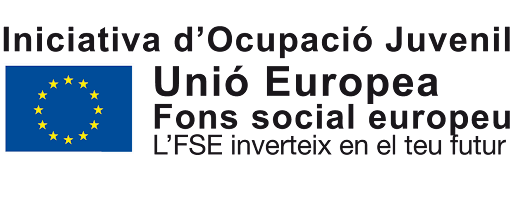 Iniciativa d'Ocupació Juvenil
Unió Europea
Fons social europeu
L'FSE inverteix en el teu futur